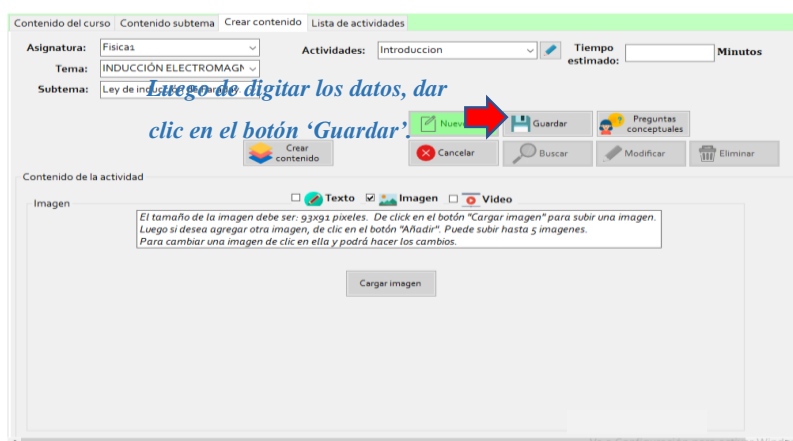 Contenido del curso Contenido subtema Crear contenido Lista de actividades
Asignatura: Fisica1 Actividades: Introduccion Tiempo estimado: Minutos
Tema: INDUCCIÓN ELECTROMAGN
Subtema: Ley de inducción de Faraday.
Luego de digitar los datos, dar
clic en el botón ‘Guardar’.
Nuevo Guardar Preguntas conceptuales
Crear contenido Cancelar Buscar Modificar Eliminar
Contenido de la actividad
Imagen
Texto Imagen Video
El tamaño de la imagen debe ser: 93x91 pixeles. De click en el botón "Cargar imagen" para subir una imagen.
Luego si desea agregar otra imagen, de clic en el botón "Añadir". Puede subir hasta 5 imagenes.
Para cambiar una imagen de clic en ella y podrá hacer los cambios.
Cargar imagen